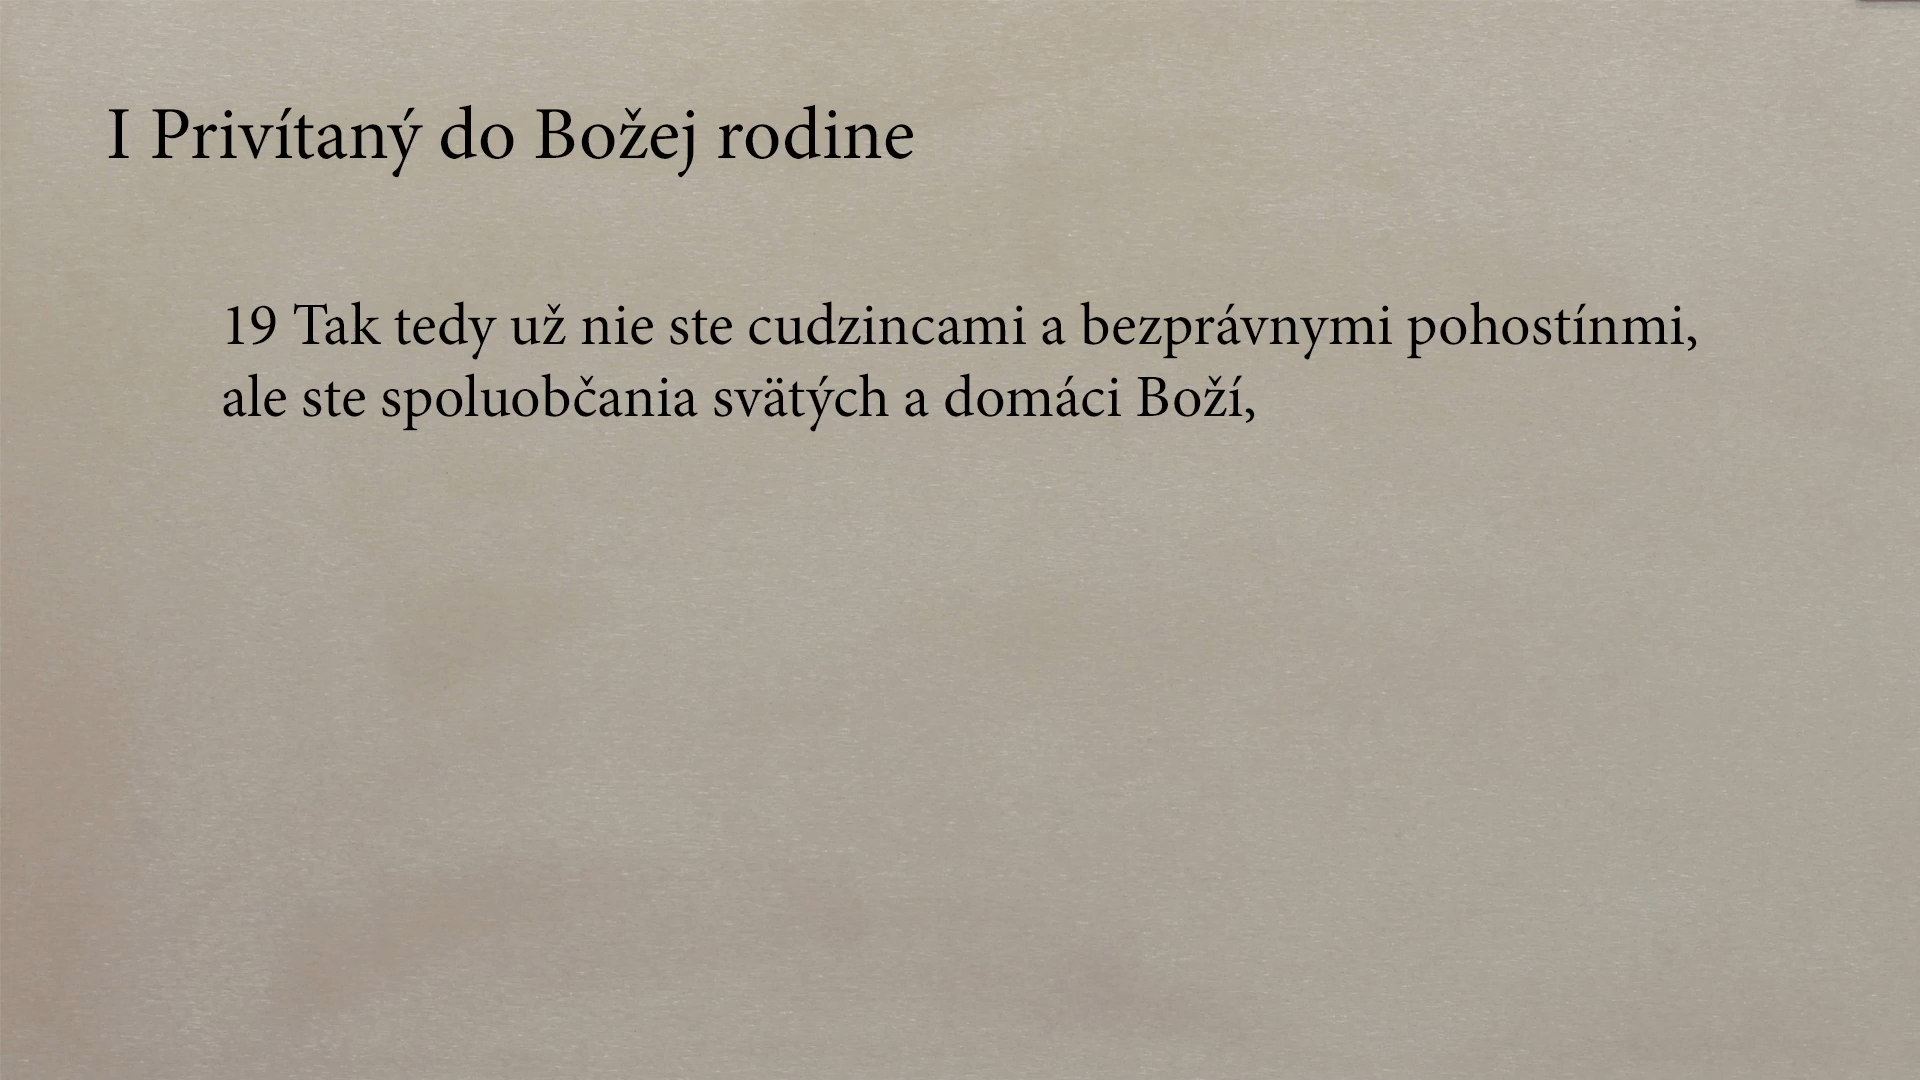 I Privítaný do Božej rodine
19 Tak tedy už nie ste cudzincami a bezprávnymi pohostínmi,
ale ste spoluobčania svätých a domáci Boží,